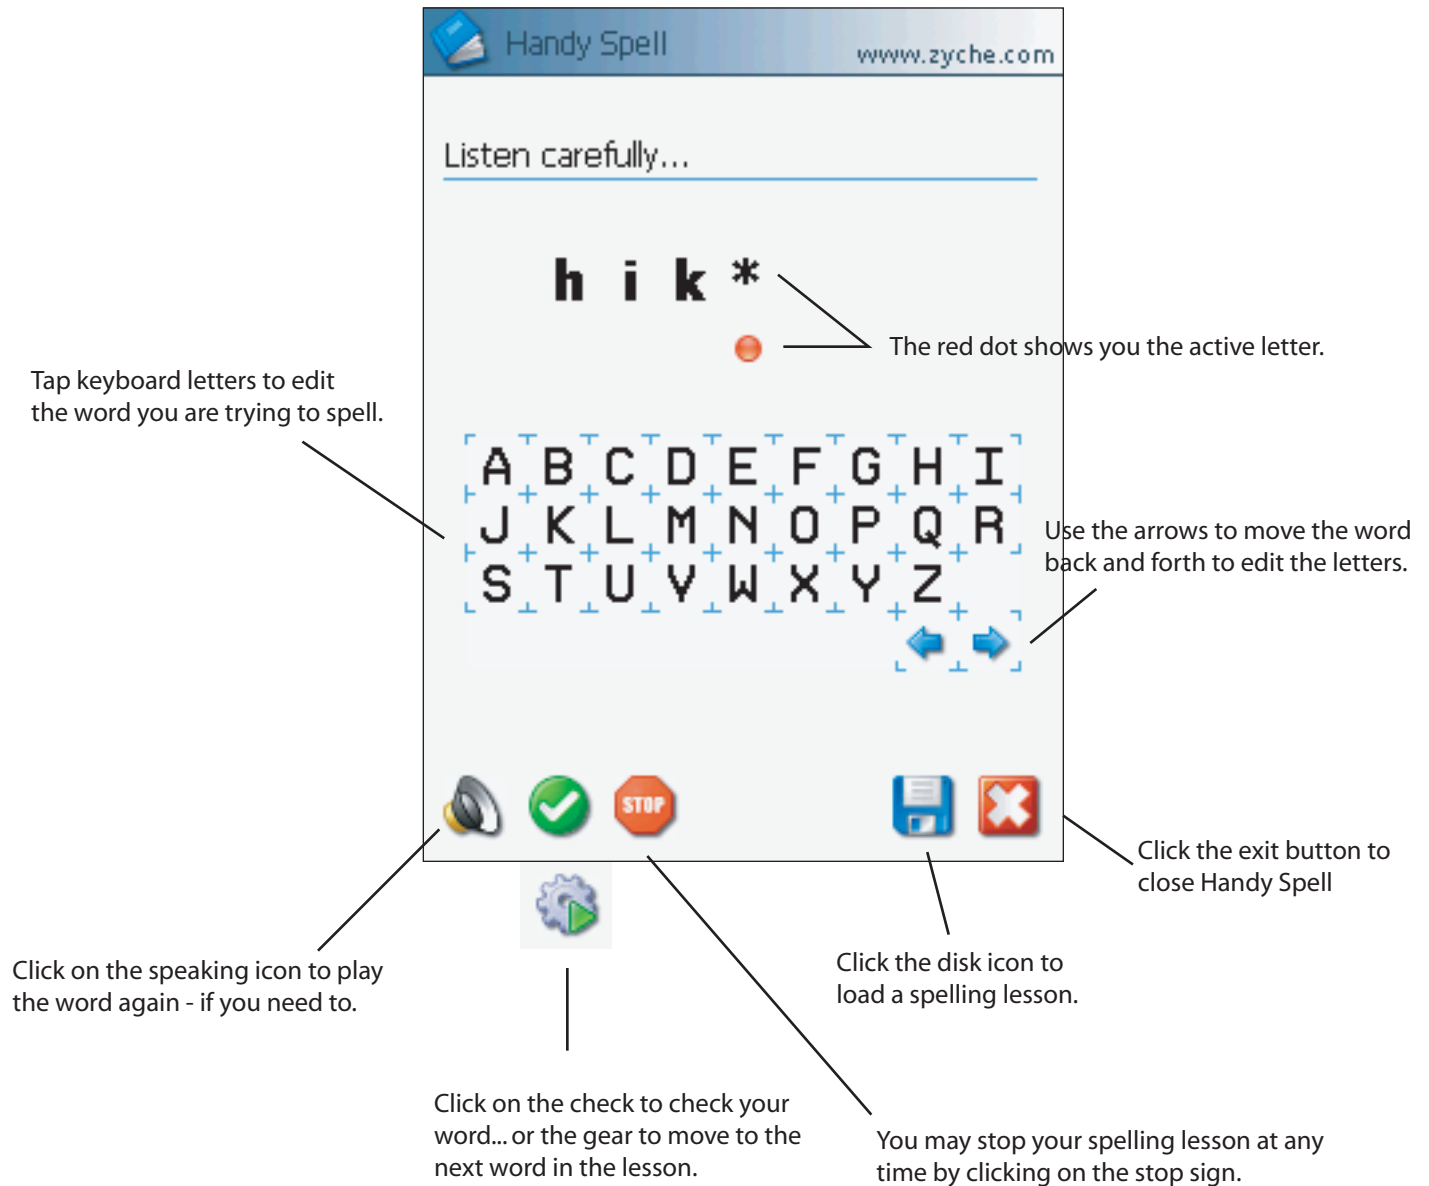 Handy Spell
www.zyche.com
Listen carefully...
h i k *
The red dot shows you the active letter.
Tap keyboard letters to edit
the word you are trying to spell.
A B C D E F G H I
J K L M N O P Q R
S T U V W X Y Z
Use the arrows to move the word
back and forth to edit the letters.
STOP
Click the exit button to
close Handy Spell
Click on the speaking icon to play
the word again - if you need to.
Click the disk icon to
load a spelling lesson.
Click on the check to check your
word... or the gear to move to the
next word in the lesson.
You may stop your spelling lesson at any
time by clicking on the stop sign.